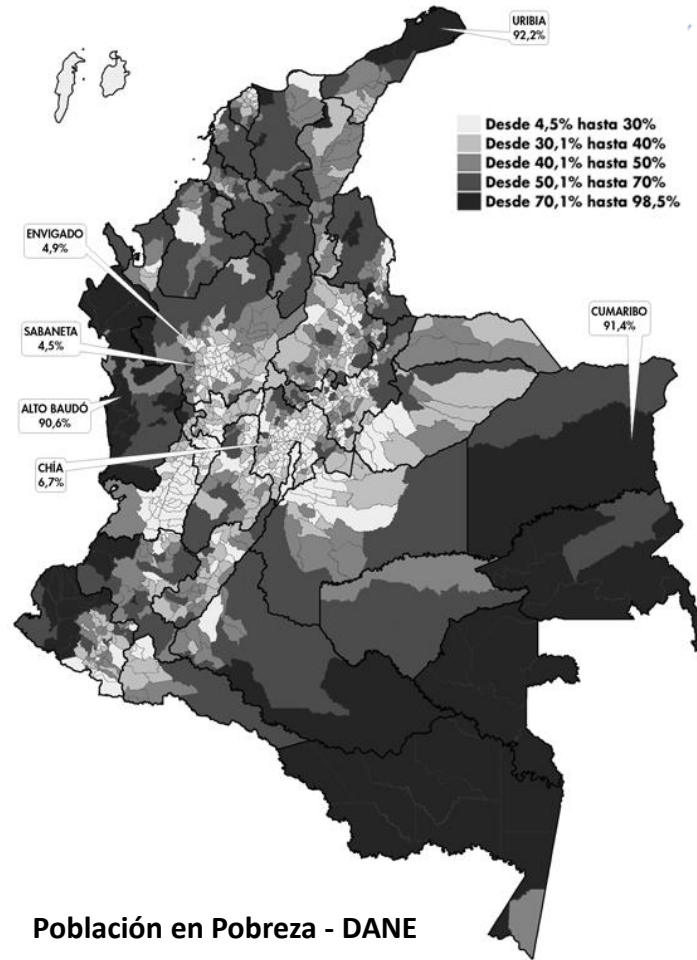 URIBIA
92,2%
Desde 4,5% hasta 30%
Desde 30,1% hasta 40%
Desde 40,1% hasta 50%
Desde 50,1% hasta 70%
Desde 70,1% hasta 98,5%
ENVIGADO
4,9%
CUMARIBO
91,4%
SABANETA
4,5%
ALTO BAUDÓ
90,6%
CHÍA
6,7%
Población en Pobreza - DANE